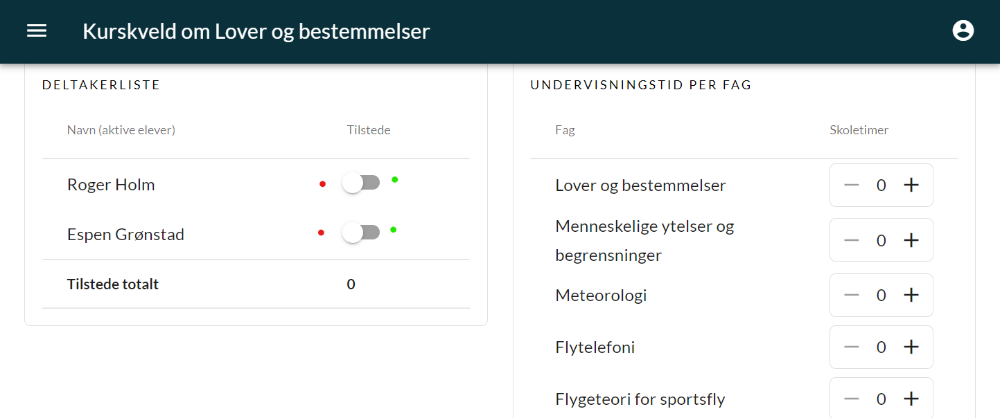 Kurskveld om Lover og bestemmelser
DELTAKERLISTE
Navn (aktive elever) Tilstede
Roger Holm
Espen Grønstad
Tilstede totalt 0
UNDERVISNINGSTID PER FAG
Fag Skoletimer
Lover og bestemmelser − 0 +
Menneskelige ytelser og
begrensninger − 0 +
Meteorologi − 0 +
Flytelefoni − 0 +
Flygeteori for sportsfly − 0 +